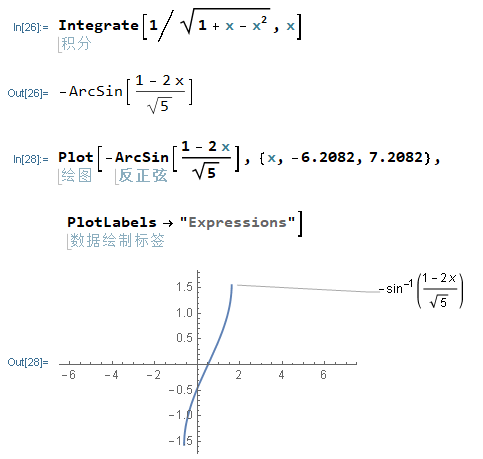 In[26]:= Integrate[1/√(1 + x - x²), x]
积分
Out[26]= -ArcSin[(1 - 2 x)/√5]
In[28]:= Plot[-ArcSin[(1 - 2 x)/√5], {x, -6.2082, 7.2082},
绘图 反正弦
PlotLabels → "Expressions"]
数据绘制标签
-sin⁻¹((1 - 2 x)/√5)
1.5
1.0
0.5
Out[28]=
-6 -4 -2 2 4 6
-0.5
-1.0
-1.5